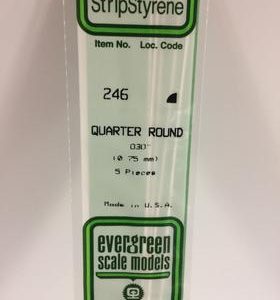 StripStyrene
Item No. Loc. Code
246
QUARTER ROUND
.030"
(0.75 mm)
5 Pieces
Made in U.S.A.
evergreen
scale models